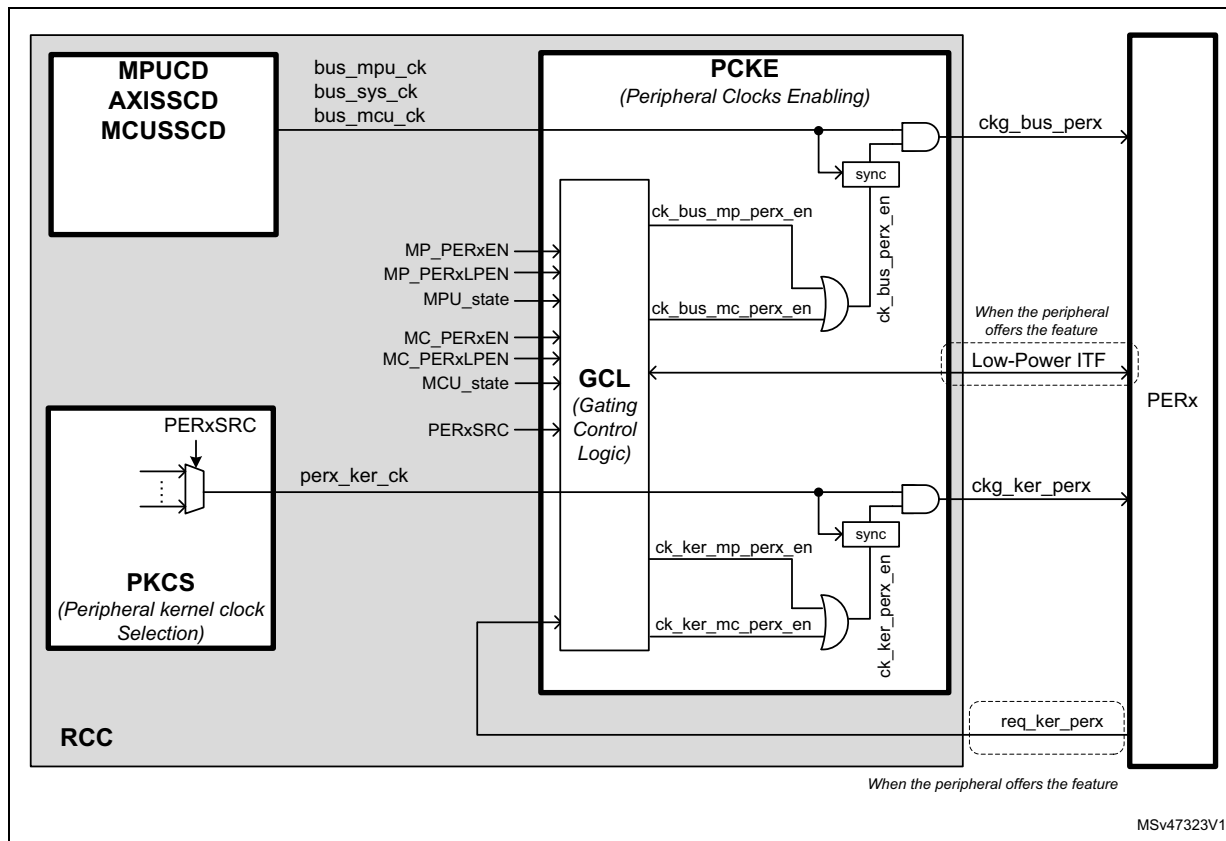 MPUCD
AXISSCD
MCUSSCD
bus_mpu_ck
bus_sys_ck
bus_mcu_ck
PCKE
(Peripheral Clocks Enabling)
ckg_bus_perx
sync
ck_bus_mp_perx_en
ck_bus_perx_en
ck_bus_mc_perx_en
MP_PERxEN
MP_PERxLPEN
MPU_state
MC_PERxEN
MC_PERxLPEN
MCU_state
PERxSRC
GCL
(Gating
Control
Logic)
When the peripheral
offers the feature
Low-Power ITF
PERx
PERxSRC
perx_ker_ck
PKCS
(Peripheral kernel clock
Selection)
ckg_ker_perx
sync
ck_ker_mp_perx_en
ck_ker_perx_en
ck_ker_mc_perx_en
req_ker_perx
RCC
When the peripheral offers the feature
MSv47323V1